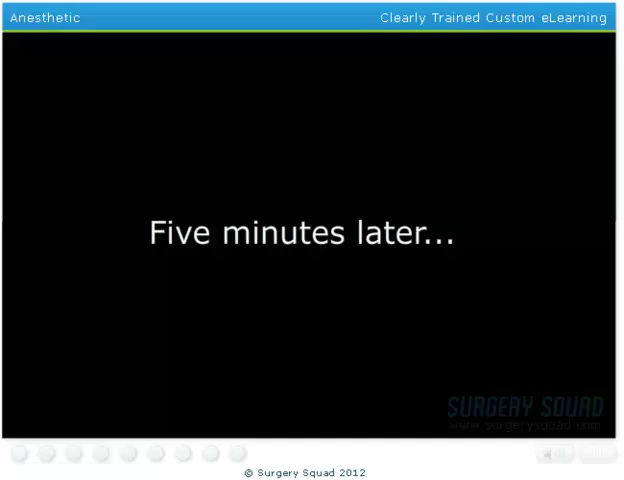 Anesthetic
Clearly Trained Custom eLearning
Five minutes later...
SURGERY SQUAD
www.surgerysquad.com
© Surgery Squad 2012